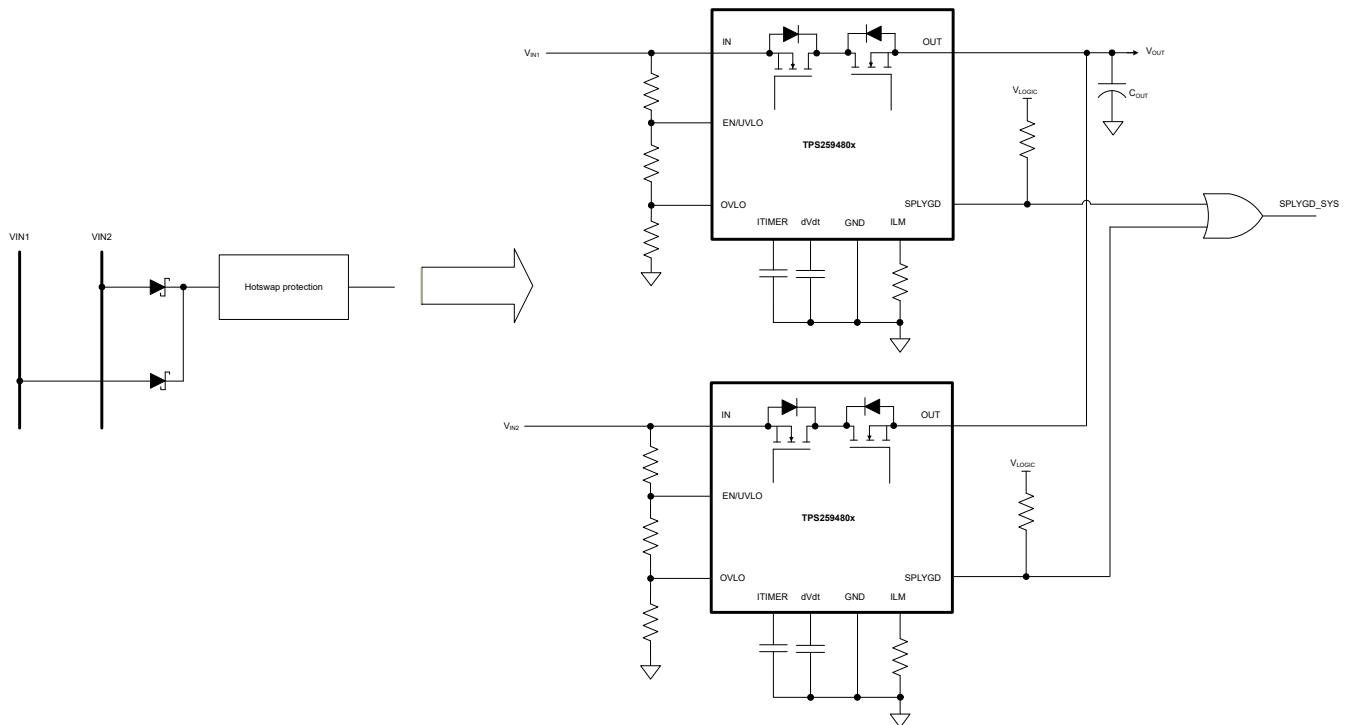 VIN1
VIN2
Hotswap protection
VIN1
IN
OUT
VOUT
COUT
VLOGIC
EN/UVLO
TPS259480x
OVLO
SPLYGD
SPLYGD_SYS
ITIMER dVdt GND ILM
VIN2
IN
OUT
VLOGIC
EN/UVLO
TPS259480x
OVLO
SPLYGD
ITIMER dVdt GND ILM